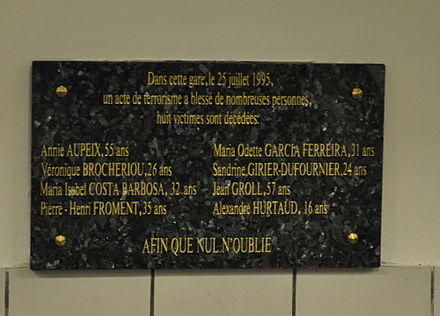 Dans cette gare, le 25 juillet 1995,
un acte de terrorisme a blessé de nombreuses personnes,
huit victimes sont décédées:
Annie AUPEIX, 55 ans
Véronique BROCHERIOU, 26 ans
Maria Isabel COSTA BARBOSA, 32 ans
Pierre - Henri FROMENT, 35 ans
Maria Odette GARCIA FERREIRA, 31 ans
Sandrine GIRIER-DUFOURNIER, 24 ans
Jean GROLL, 57 ans
Alexandre HURTAUD, 16 ans
AFIN QUE NUL N'OUBLIE